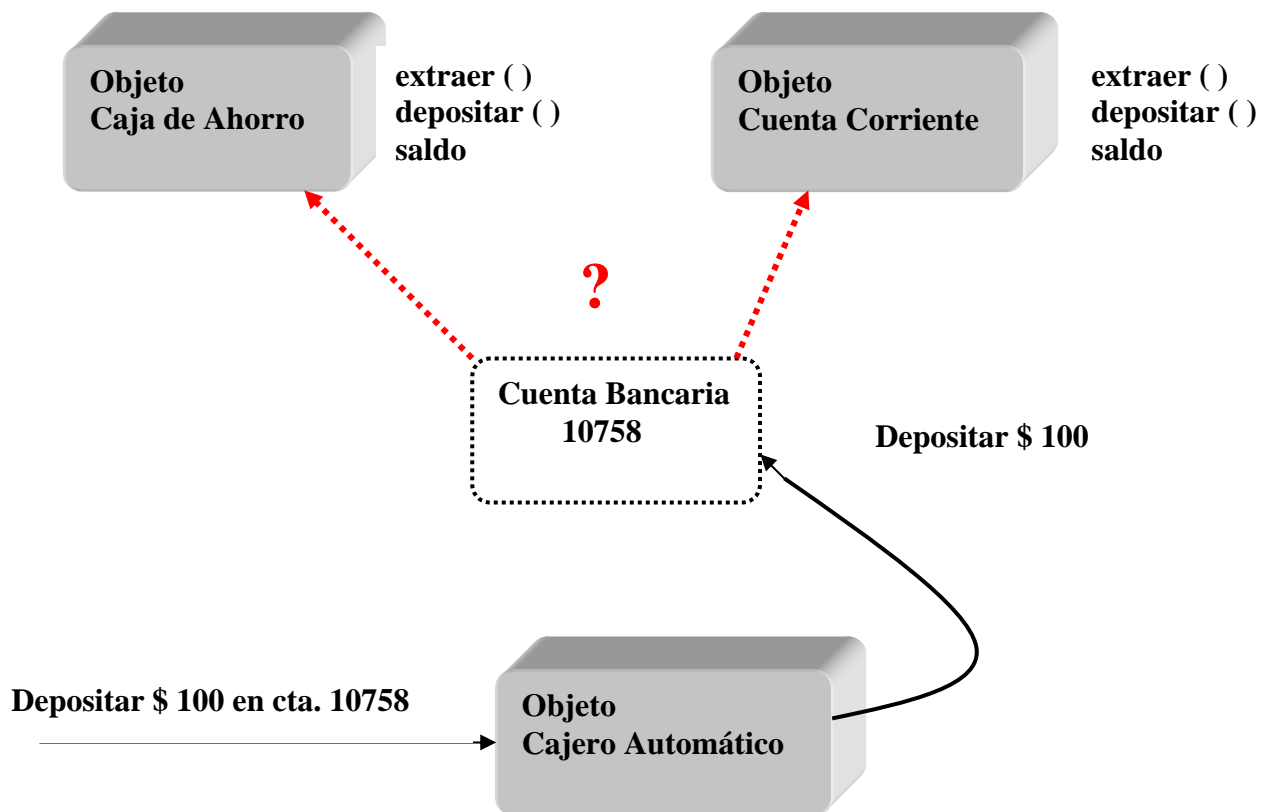 Objeto
Caja de Ahorro
extraer ( )
depositar ( )
saldo
Objeto
Cuenta Corriente
extraer ( )
depositar ( )
saldo
?
Cuenta Bancaria
10758
Depositar $ 100
Depositar $ 100 en cta. 10758
Objeto
Cajero Automático